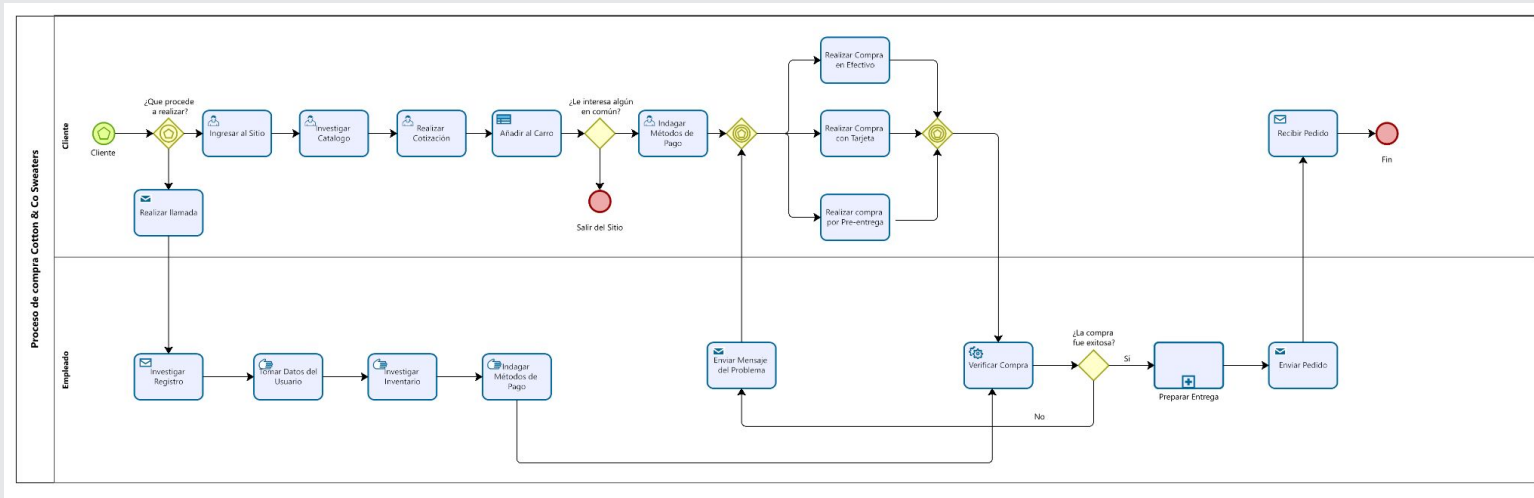 Proceso de compra Cotton & Co Sweaters
Cliente
Cliente
¿Que procede
a realizar?
Ingresar al Sitio
Investigar
Catalogo
Realizar
Cotización
Añadir al Carro
¿Le interesa algún
en común?
Indagar
Métodos de
Pago
Realizar Compra
en Efectivo
Realizar Compra
con Tarjeta
Realizar compra
por Pre-entrega
Recibir Pedido
Fin
Realizar llamada
Salir del Sitio
Empleado
Investigar
Registro
Tomar Datos del
Usuario
Investigar
Inventario
Indagar
Métodos de
Pago
Enviar Mensaje
del Problema
Verificar Compra
¿La compra
fue exitosa?
Si
No
Preparar Entrega
Enviar Pedido